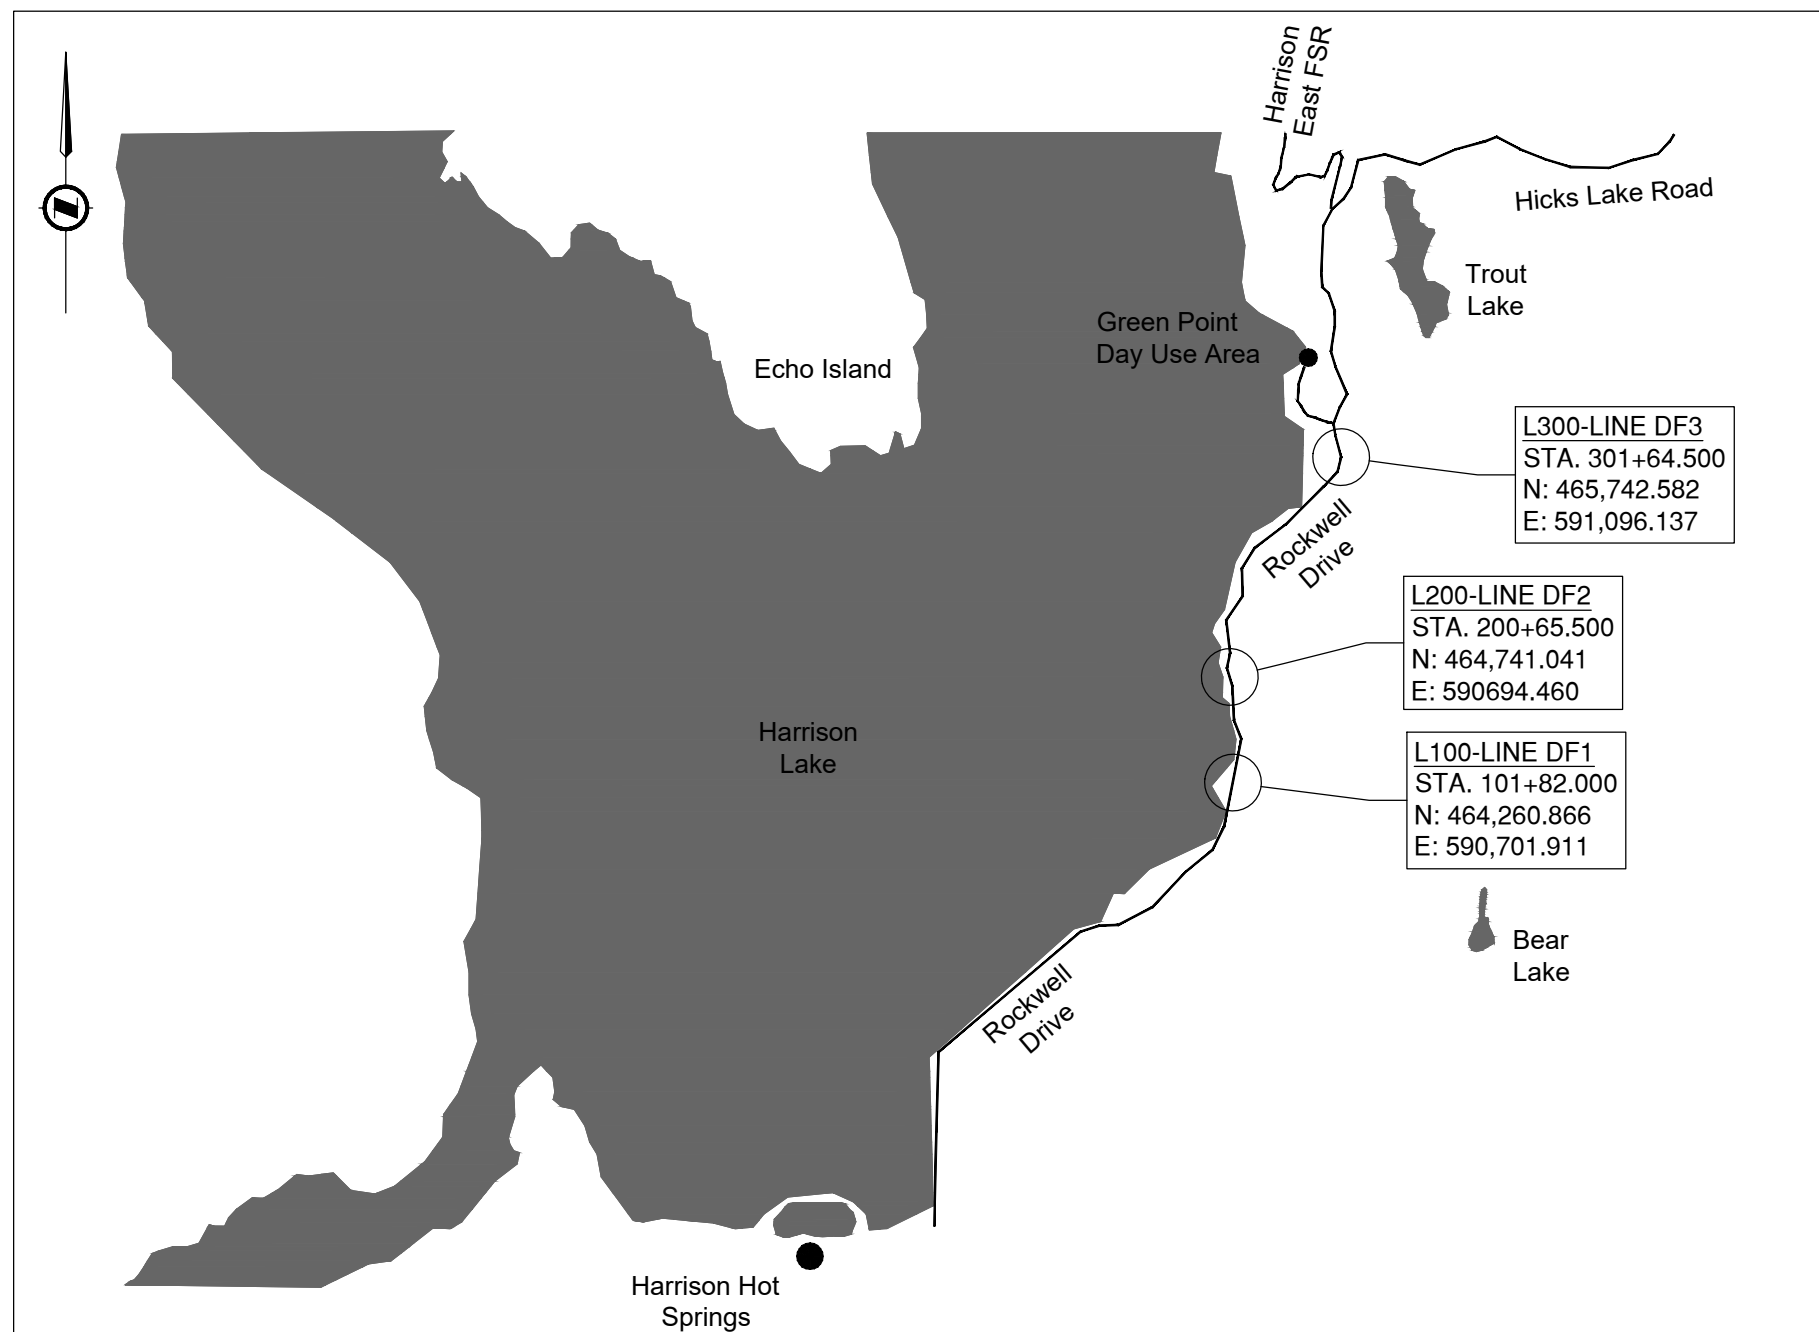 Harrison
East FSR
Hicks Lake Road
Trout
Lake
Green Point
Day Use Area
Echo Island
L300-LINE DF3
STA. 301+64.500
N: 465,742.582
E: 591,096.137
Rockwell
Drive
L200-LINE DF2
STA. 200+65.500
N: 464,741.041
E: 590694.460
Harrison
Lake
L100-LINE DF1
STA. 101+82.000
N: 464,260.866
E: 590,701.911
Bear
Lake
Rockwell
Drive
Harrison Hot
Springs